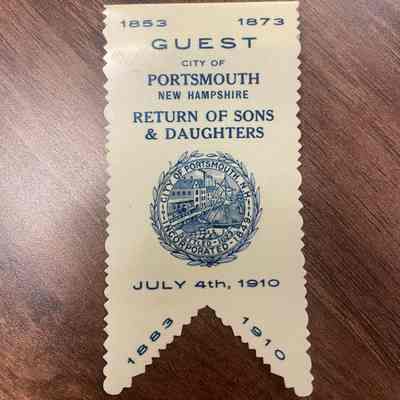 1853 1873
GUEST
CITY OF
PORTSMOUTH
NEW HAMPSHIRE
RETURN OF SONS
& DAUGHTERS
CITY OF PORTSMOUTH, N.H.
INCORPORATED 1849
JULY 4th, 1910
1883 1910